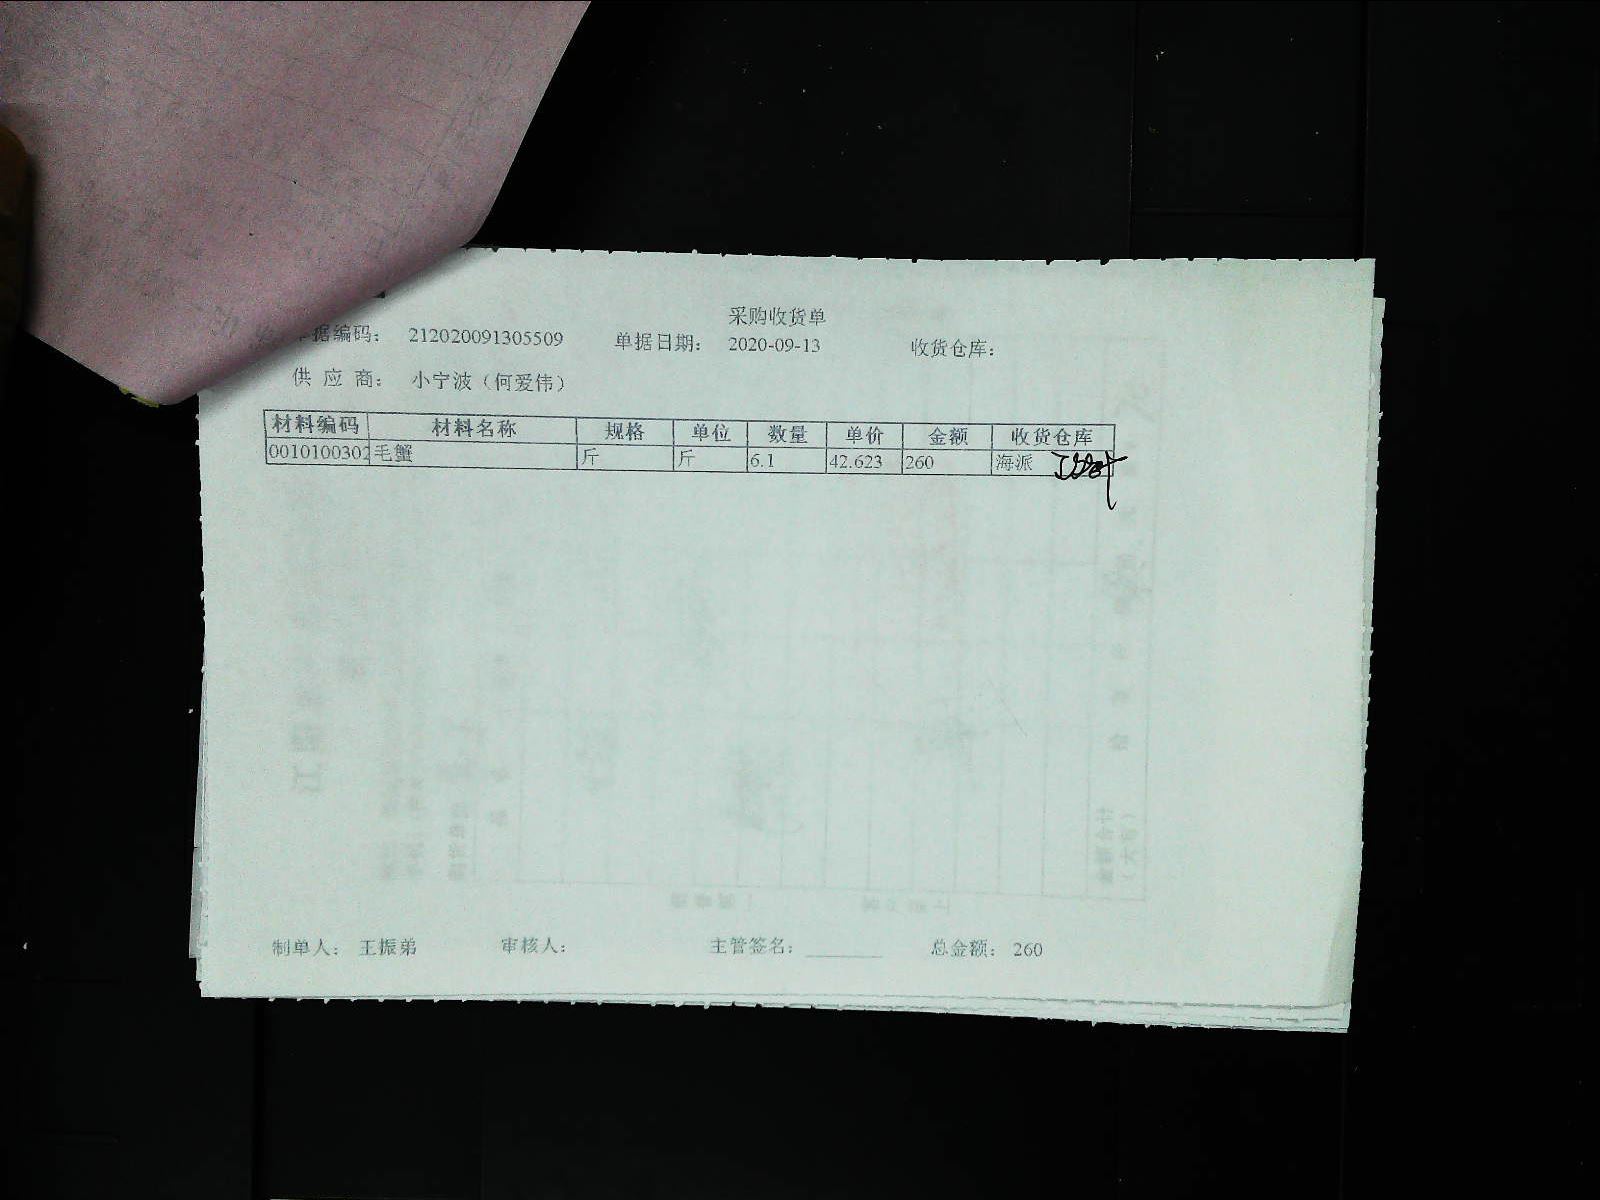 采购收货单
单据编码： 212020091305509 单据日期： 2020-09-13 收货仓库：
供 应 商： 小宁波（何爱伟）
材料编码 材料名称 规格 单位 数量 单价 金额 收货仓库
0010100302 毛蟹 斤 斤 6.1 42.623 260 海派
制单人： 王振弟 审核人： 主管签名： 总金额： 260